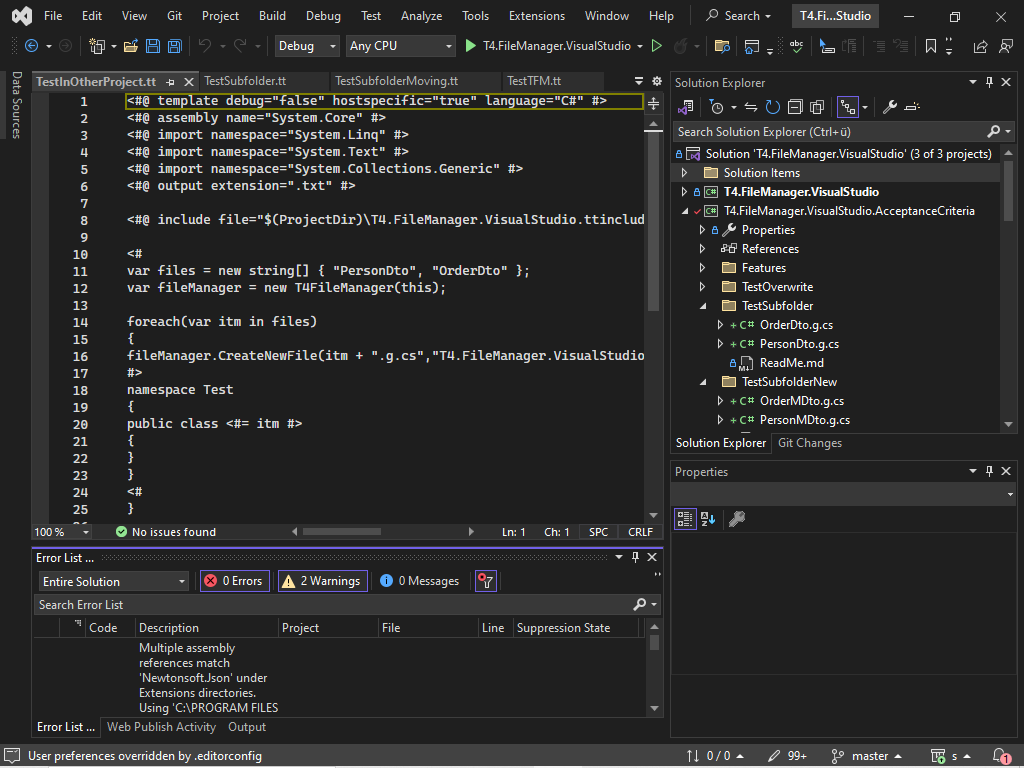 File Edit View Git Project Build Debug Test Analyze Tools Extensions Window Help Search T4.Fi...Studio
Debug Any CPU T4.FileManager.VisualStudio
Data Sources
TestInOtherProject.tt TestSubfolder.tt TestSubfolderMoving.tt TestTFM.tt
1 <#@ template debug="false" hostspecific="true" language="C#" #>
2 <#@ assembly name="System.Core" #>
3 <#@ import namespace="System.Linq" #>
4 <#@ import namespace="System.Text" #>
5 <#@ import namespace="System.Collections.Generic" #>
6 <#@ output extension=".txt" #>
7
8 <#@ include file="$(ProjectDir)\T4.FileManager.VisualStudio.ttinclud
9
10 <#
11 var files = new string[] { "PersonDto", "OrderDto" };
12 var fileManager = new T4FileManager(this);
13
14 foreach(var itm in files)
15 {
16 fileManager.CreateNewFile(itm + ".g.cs","T4.FileManager.VisualStudio
17 #>
18 namespace Test
19 {
20 public class <#= itm #>
21 {
22 }
23 }
24 <#
25 }
100 % No issues found Ln: 1 Ch: 1 SPC CRLF
Error List ...
Entire Solution 0 Errors 2 Warnings 0 Messages
Search Error List
Code Description Project File Line Suppression State
Multiple assembly
references match
'Newtonsoft.Json' under
Extensions directories.
Using 'C:\PROGRAM FILES
Error List ... Web Publish Activity Output
Solution Explorer
Search Solution Explorer (Ctrl+ü)
Solution 'T4.FileManager.VisualStudio' (3 of 3 projects)
Solution Items
C# T4.FileManager.VisualStudio
C# T4.FileManager.VisualStudio.AcceptanceCriteria
Properties
References
Features
TestOverwrite
TestSubfolder
+ C# OrderDto.g.cs
+ C# PersonDto.g.cs
ReadMe.md
TestSubfolderNew
+ C# OrderMDto.g.cs
+ C# PersonMDto.g.cs
Solution Explorer Git Changes
Properties
User preferences overridden by .editorconfig 0 / 0 99+ master s 1